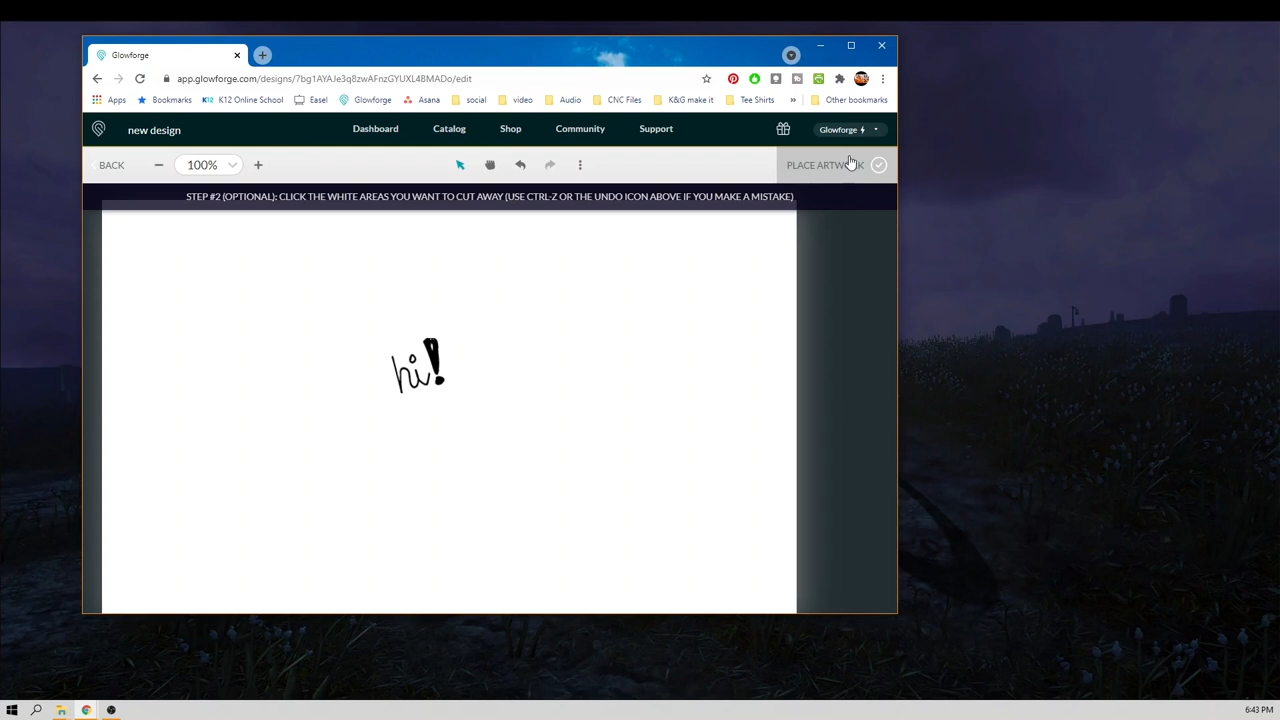 Glowforge
app.glowforge.com/designs/7bg1AYAJe3q8zwAFnzGYUXL4BMADo/edit
Apps Bookmarks K12 K12 Online School Easel Glowforge Asana social video Audio CNC Files K&G make it Tee Shirts » Other bookmarks
new design Dashboard Catalog Shop Community Support Glowforge
BACK 100% PLACE ARTWORK
STEP #2 (OPTIONAL): CLICK THE WHITE AREAS YOU WANT TO CUT AWAY (USE CTRL-Z OR THE UNDO ICON ABOVE IF YOU MAKE A MISTAKE)
hi!
6:43 PM